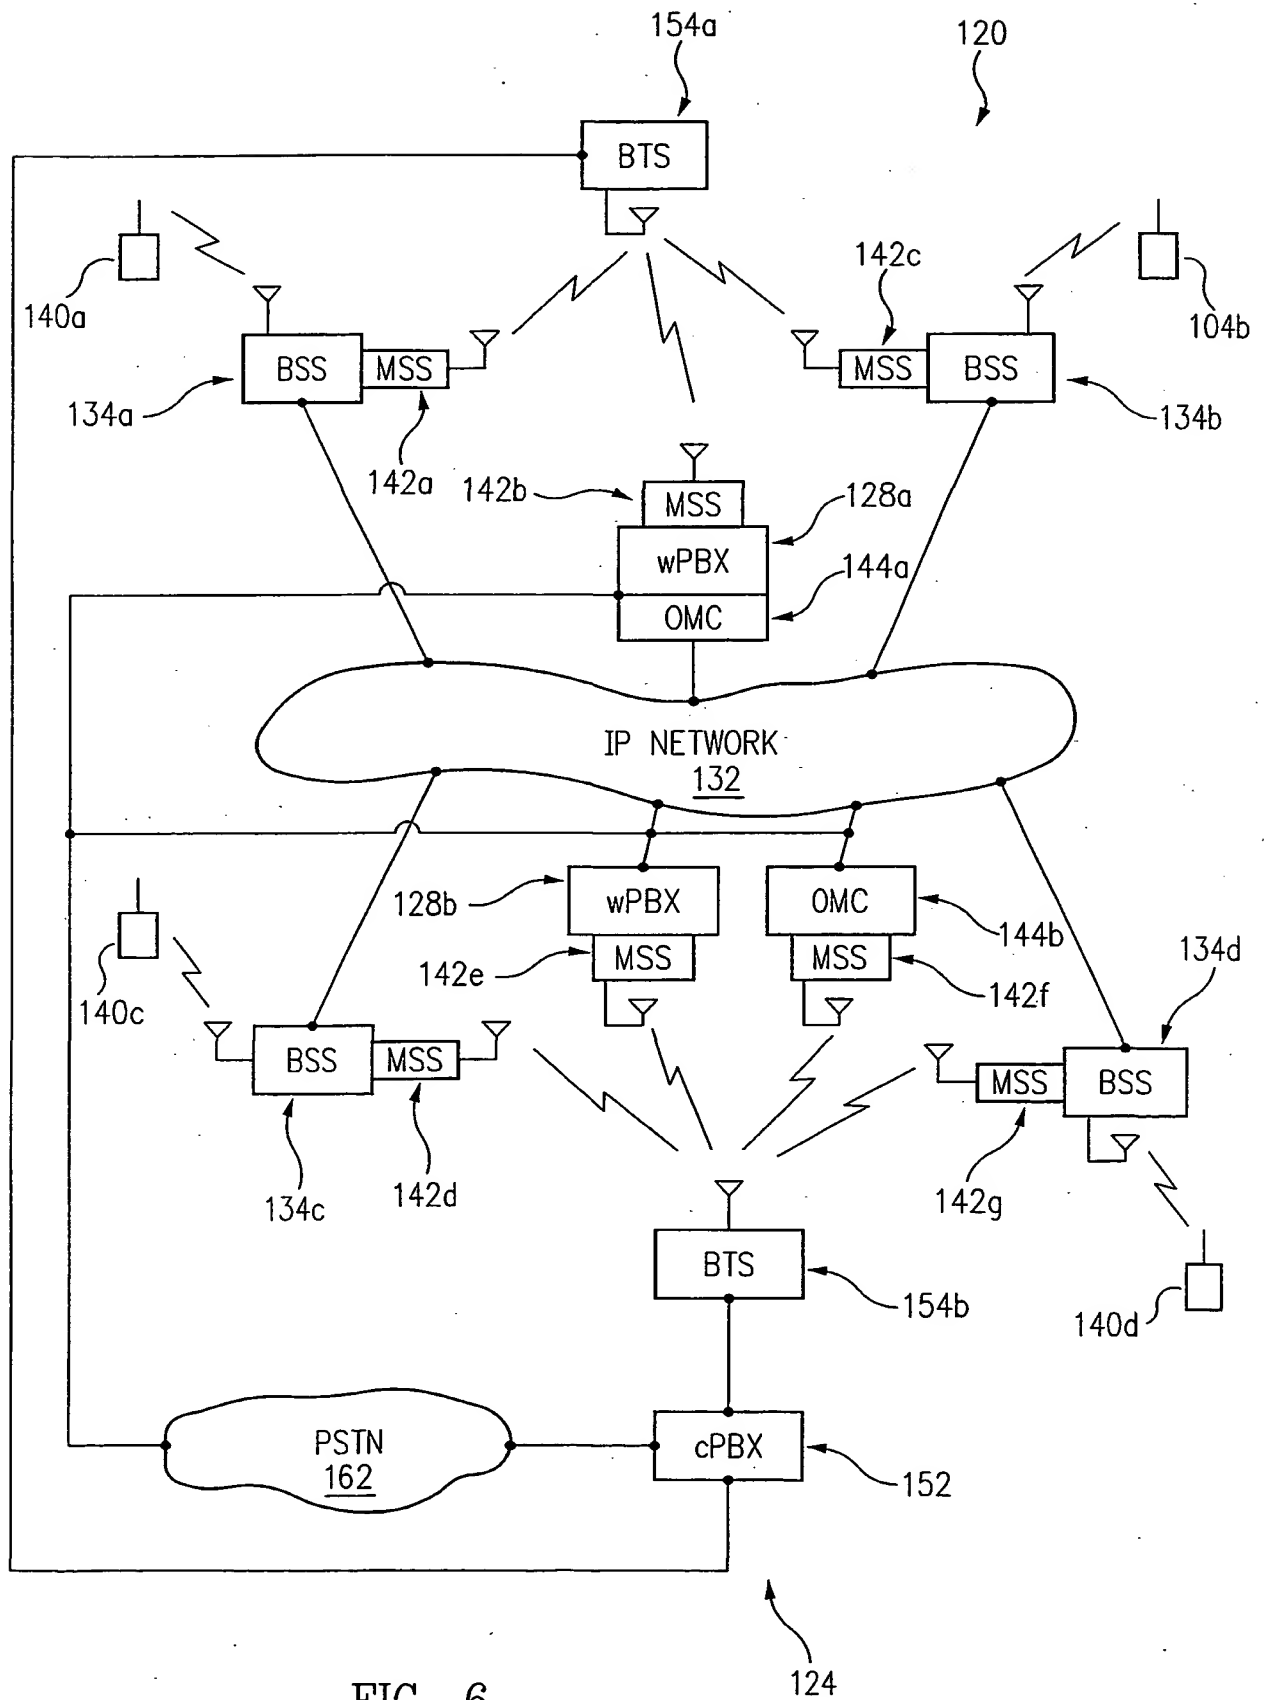 154a
120
BTS
140a
142c
104b
BSS
MSS
MSS
BSS
134a
134b
142a
142b
MSS
128a
wPBX
144a
OMC
IP NETWORK
132
128b
wPBX
OMC
144b
134d
140c
142e
MSS
MSS
142f
BSS
MSS
MSS
BSS
134c
142d
142g
BTS
154b
140d
PSTN
162
cPBX
152
124
FIG. 6